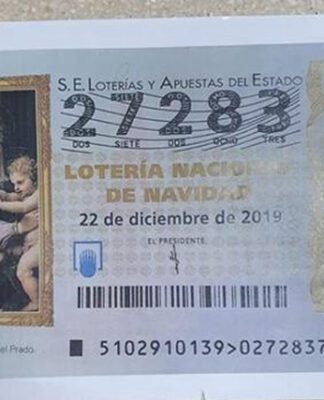 S.E. LOTERÍAS Y APUESTAS DEL ESTADO
27283
DOS SIETE DOS OCHO TRES
LOTERÍA NACIONAL
DE NAVIDAD
22 de diciembre de 2019
EL PRESIDENTE,
el Prado.
5102910139>0272837